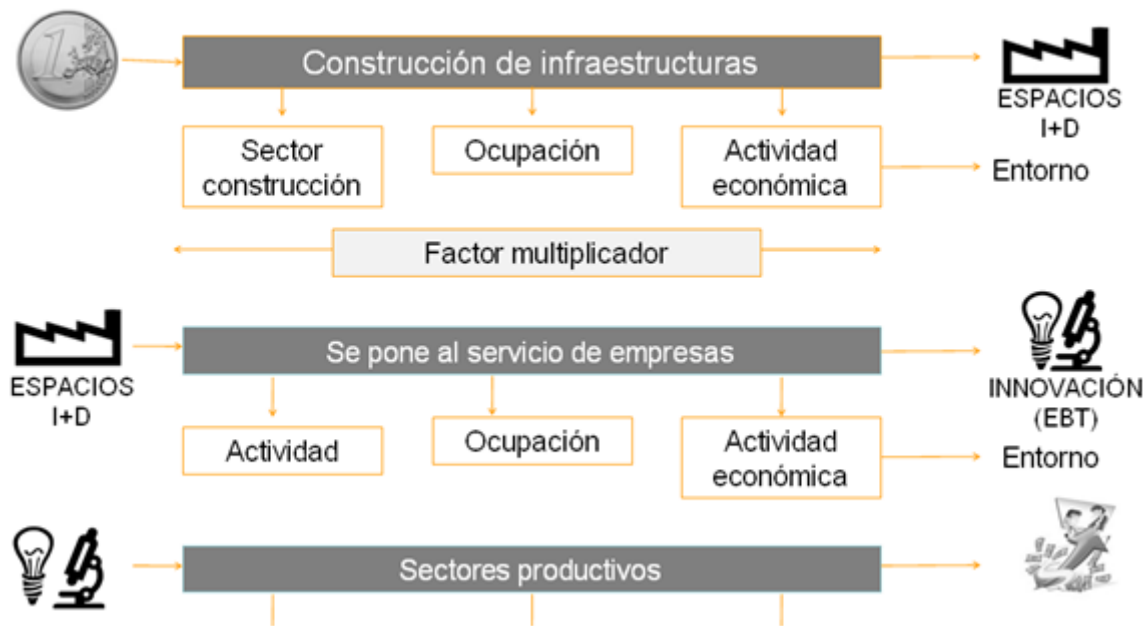 1
Construcción de infraestructuras
ESPACIOS
I+D
Sector
construcción
Ocupación
Actividad
económica
Entorno
Factor multiplicador
ESPACIOS
I+D
Se pone al servicio de empresas
INNOVACIÓN
(EBT)
Actividad
Ocupación
Actividad
económica
Entorno
Sectores productivos